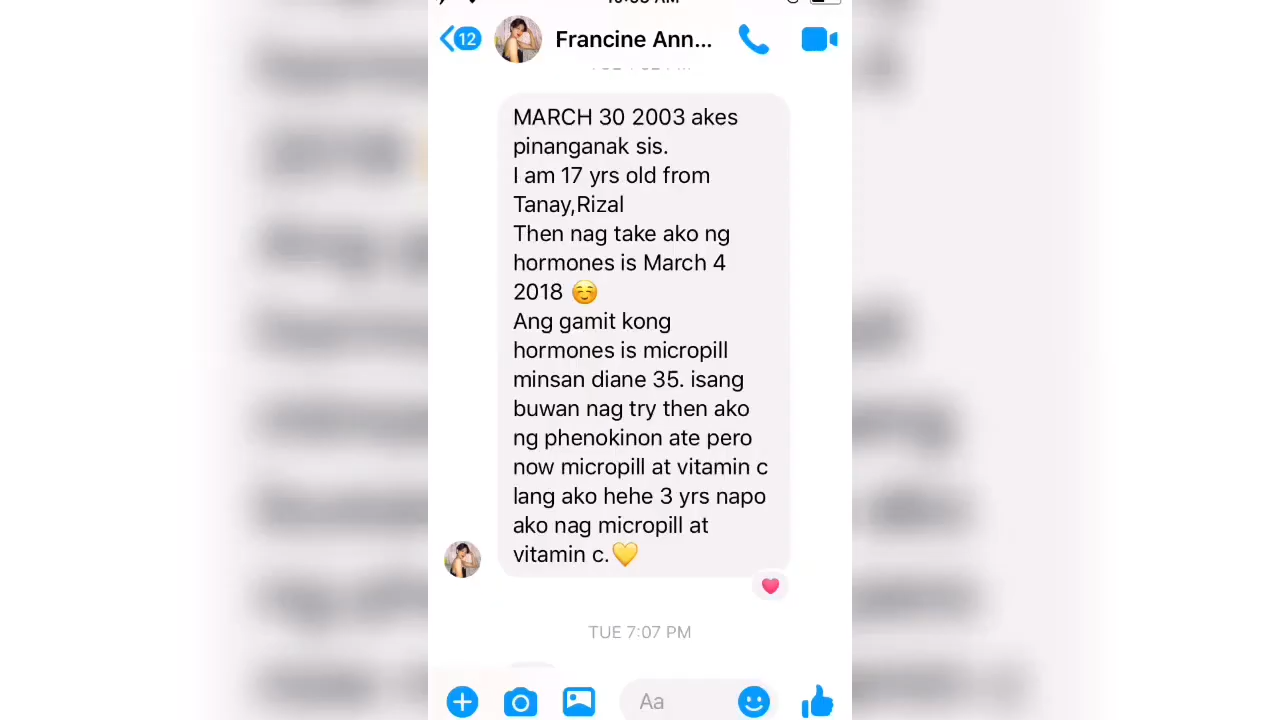 12 Francine Ann...
MARCH 30 2003 akes
pinanganak sis.
I am 17 yrs old from
Tanay,Rizal
Then nag take ako ng
hormones is March 4
2018 ☺️
Ang gamit kong
hormones is micropill
minsan diane 35. isang
buwan nag try then ako
ng phenokinon ate pero
now micropill at vitamin c
lang ako hehe 3 yrs napo
ako nag micropill at
vitamin c.💛
TUE 7:07 PM
Aa